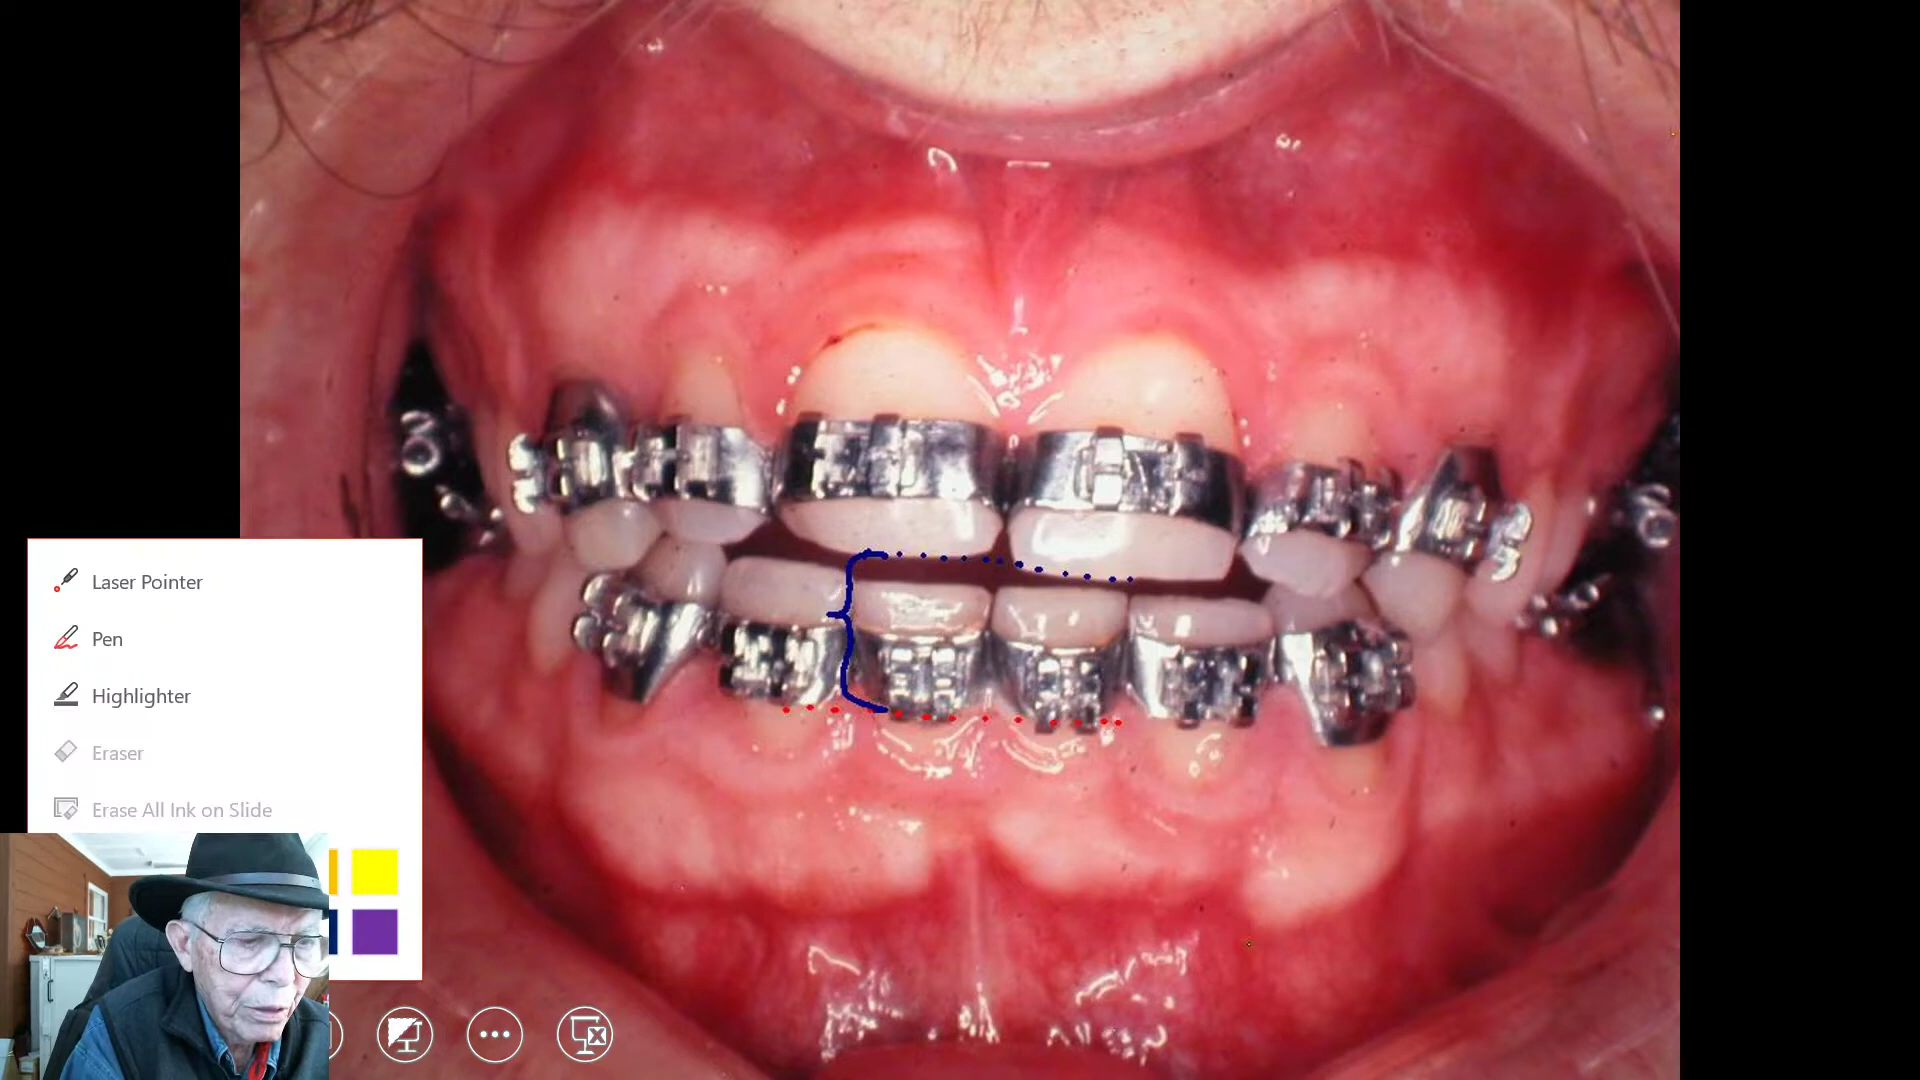 Laser Pointer
Pen
Highlighter
Eraser
Erase All Ink on Slide